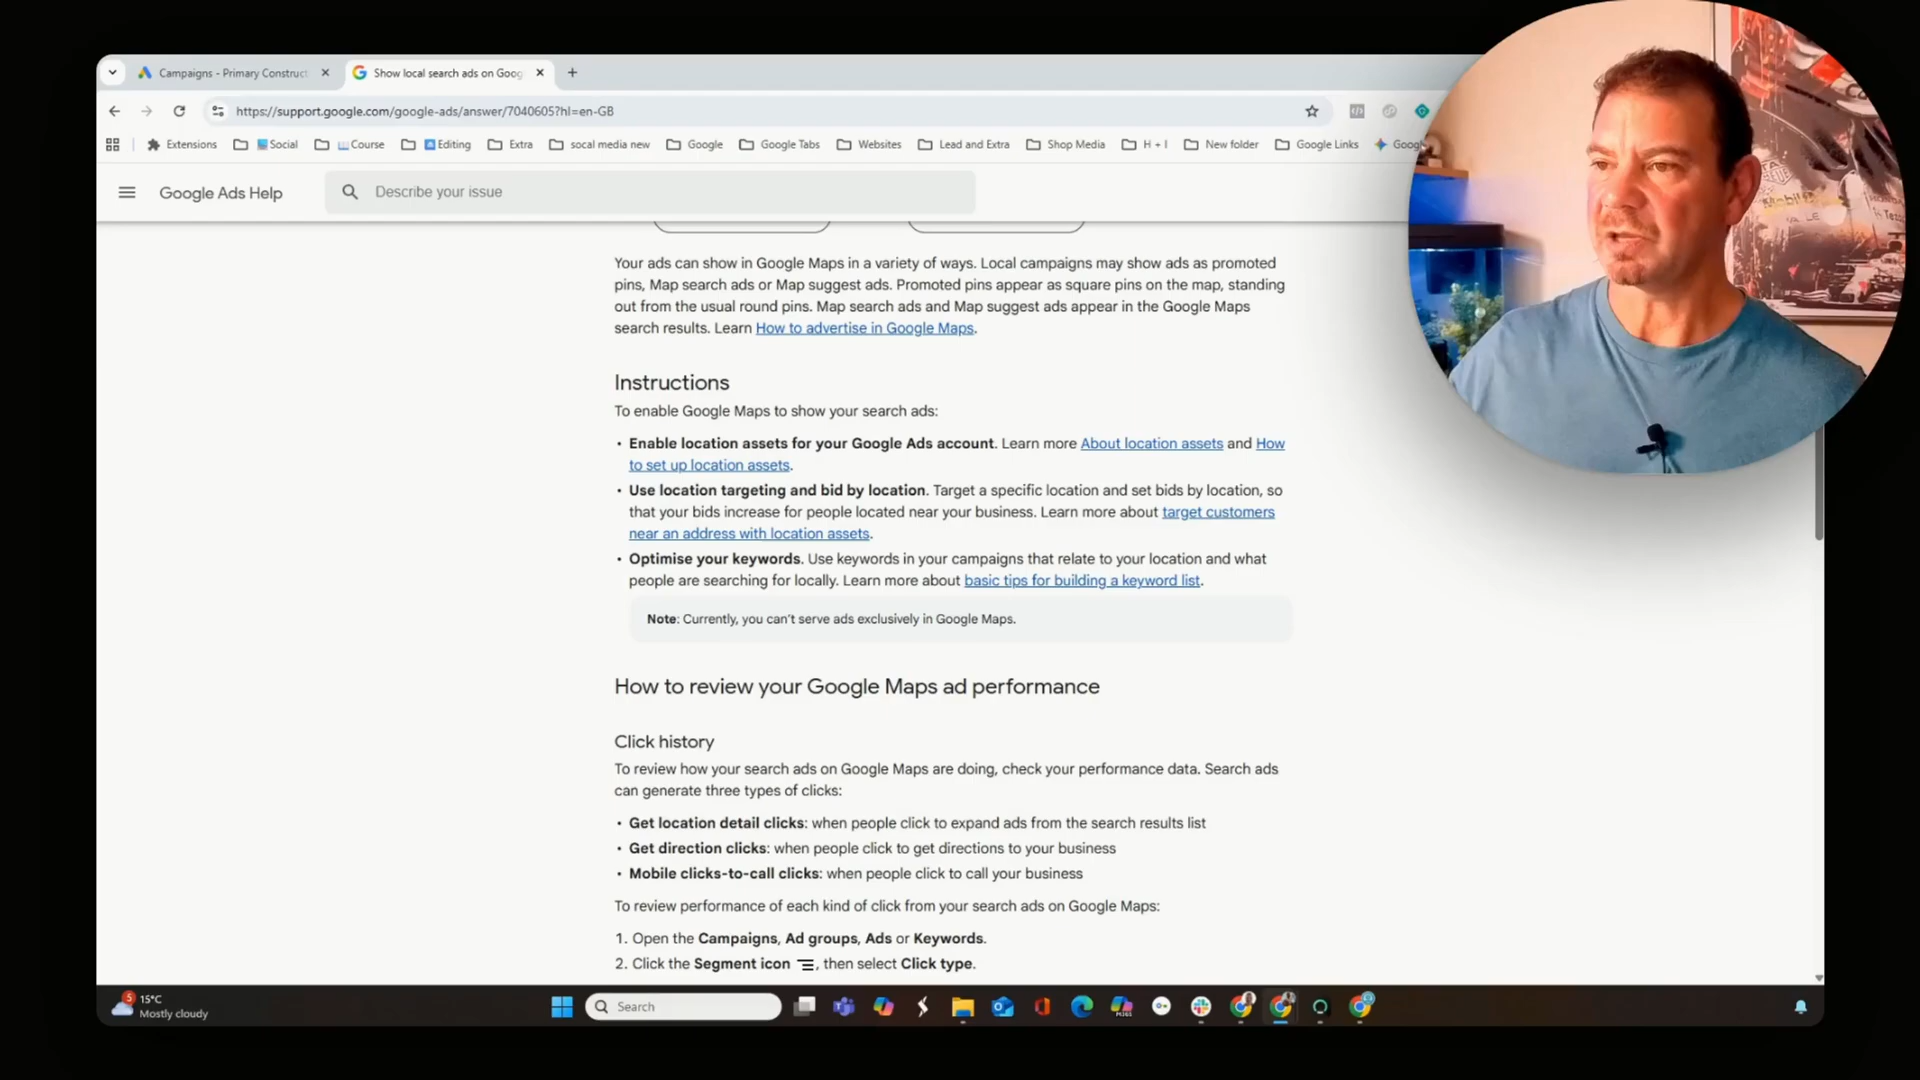 Campaigns - Primary Construct
Show local search ads on Goog
https://support.google.com/google-ads/answer/7040605?hl=en-GB
Extensions
Social
Course
Editing
Extra
socal media new
Google
Google Tabs
Websites
Lead and Extra
Shop Media
H + I
New folder
Google Links
Google Ads Help
Describe your issue
Your ads can show in Google Maps in a variety of ways. Local campaigns may show ads as promoted
pins, Map search ads or Map suggest ads. Promoted pins appear as square pins on the map, standing
out from the usual round pins. Map search ads and Map suggest ads appear in the Google Maps
search results. Learn How to advertise in Google Maps.
Instructions
To enable Google Maps to show your search ads:
• Enable location assets for your Google Ads account. Learn more About location assets and How
to set up location assets.
• Use location targeting and bid by location. Target a specific location and set bids by location, so
that your bids increase for people located near your business. Learn more about target customers
near an address with location assets.
• Optimise your keywords. Use keywords in your campaigns that relate to your location and what
people are searching for locally. Learn more about basic tips for building a keyword list.
Note: Currently, you can't serve ads exclusively in Google Maps.
How to review your Google Maps ad performance
Click history
To review how your search ads on Google Maps are doing, check your performance data. Search ads
can generate three types of clicks:
• Get location detail clicks: when people click to expand ads from the search results list
• Get direction clicks: when people click to get directions to your business
• Mobile clicks-to-call clicks: when people click to call your business
To review performance of each kind of click from your search ads on Google Maps:
1. Open the Campaigns, Ad groups, Ads or Keywords.
2. Click the Segment icon , then select Click type.
5
15°C
Mostly cloudy
Search